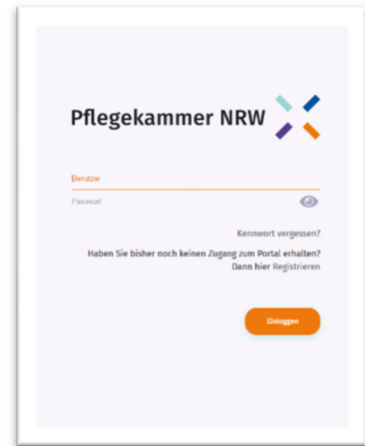 Pflegekammer NRW
Benutzer
Passwort
Kennwort vergessen?
Haben Sie bisher noch keinen Zugang zum Portal erhalten?
Dann hier Registrieren
Einloggen